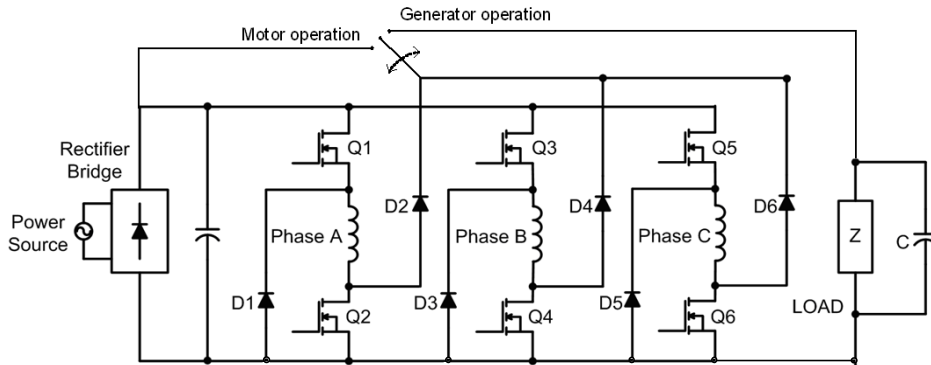 Generator operation
Motor operation
Rectifier
Bridge
Power
Source
Q1
Q3
Q5
D2
D4
D6
Phase A
Phase B
Phase C
Z
C
D1
D3
D5
Q2
Q4
Q6
LOAD